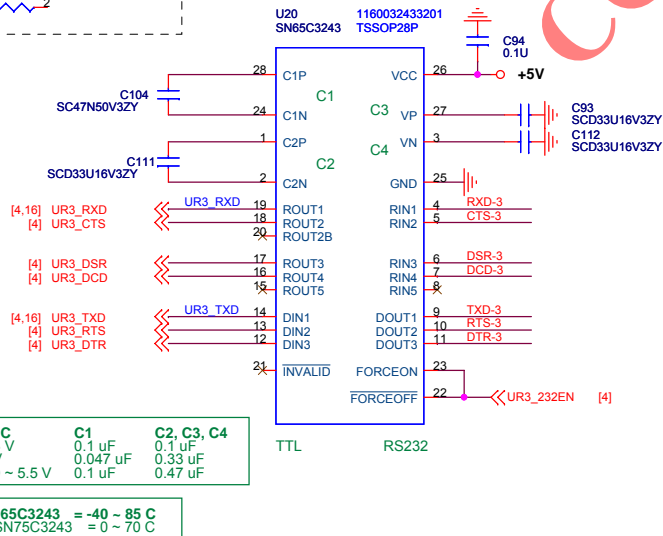 2
U20 1160032433201
SN65C3243 TSSOP28P
C94
0.1U
+5V
28 C1P VCC 26
C104
SC47N50V3ZY
C1
24 C1N C3 VP 27
C93
SCD33U16V3ZY
1 C2P C4 VN 3
C112
SCD33U16V3ZY
C111
SCD33U16V3ZY
C2
2 C2N GND 25
[4,16] UR3_RXD UR3_RXD 19 ROUT1 RIN1 4 RXD-3
[4] UR3_CTS 18 ROUT2 RIN2 5 CTS-3
20 ROUT2B
[4] UR3_DSR 17 ROUT3 RIN3 6 DSR-3
[4] UR3_DCD 16 ROUT4 RIN4 7 DCD-3
15 ROUT5 RIN5 8
[4,16] UR3_TXD UR3_TXD 14 DIN1 DOUT1 9 TXD-3
[4] UR3_RTS 13 DIN2 DOUT2 10 RTS-3
[4] UR3_DTR 12 DIN3 DOUT3 11 DTR-3
21 INVALID FORCEON 23
FORCEOFF 22 UR3_232EN [4]
TTL RS232
C C1 C2, C3, C4
V 0.1 uF 0.1 uF
0.047 uF 0.33 uF
~ 5.5 V 0.1 uF 0.47 uF
65C3243 = -40 ~ 85 C
SN75C3243 = 0 ~ 70 C